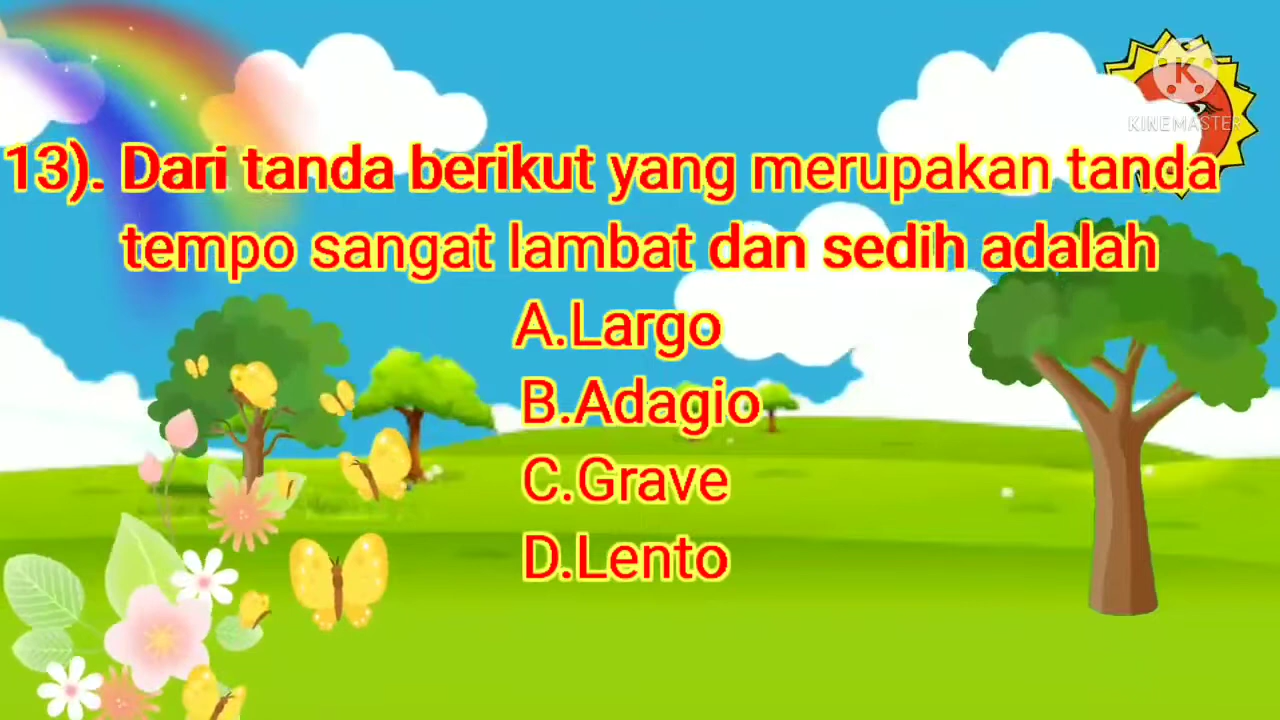 13). Dari tanda berikut yang merupakan tanda
tempo sangat lambat dan sedih adalah
A.Largo
B.Adagio
C.Grave
D.Lento
K
KINEMASTER